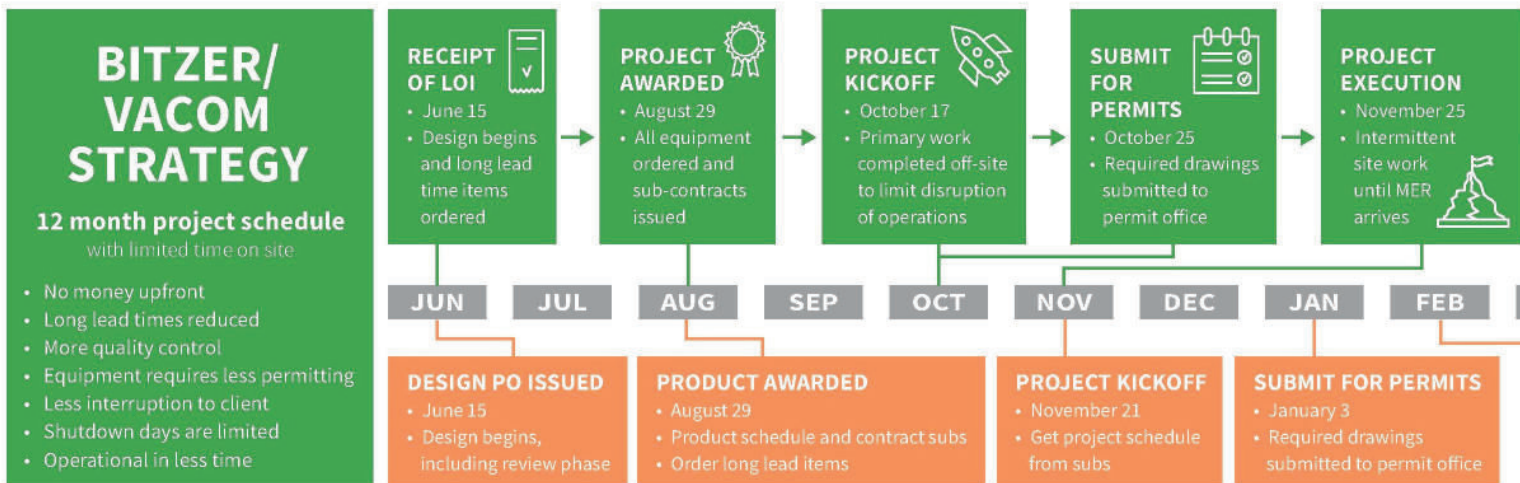 BITZER/
VACOM
STRATEGY
12 month project schedule
with limited time on site
• No money upfront
• Long lead times reduced
• More quality control
• Equipment requires less permitting
• Less interruption to client
• Shutdown days are limited
• Operational in less time
RECEIPT
OF LOI
• June 15
• Design begins
and long lead
time items
ordered
PROJECT
AWARDED
• August 29
• All equipment
ordered and
sub-contracts
issued
PROJECT
KICKOFF
• October 17
• Primary work
completed off-site
to limit disruption
of operations
SUBMIT
FOR
PERMITS
• October 25
• Required drawings
submitted to
permit office
PROJECT
EXECUTION
• November 25
• Intermittent
site work
until MER
arrives
JUN
JUL
AUG
SEP
OCT
NOV
DEC
JAN
FEB
DESIGN PO ISSUED
• June 15
• Design begins,
including review phase
PRODUCT AWARDED
• August 29
• Product schedule and contract subs
• Order long lead items
PROJECT KICKOFF
• November 21
• Get project schedule
from subs
SUBMIT FOR PERMITS
• January 3
• Required drawings
submitted to permit office